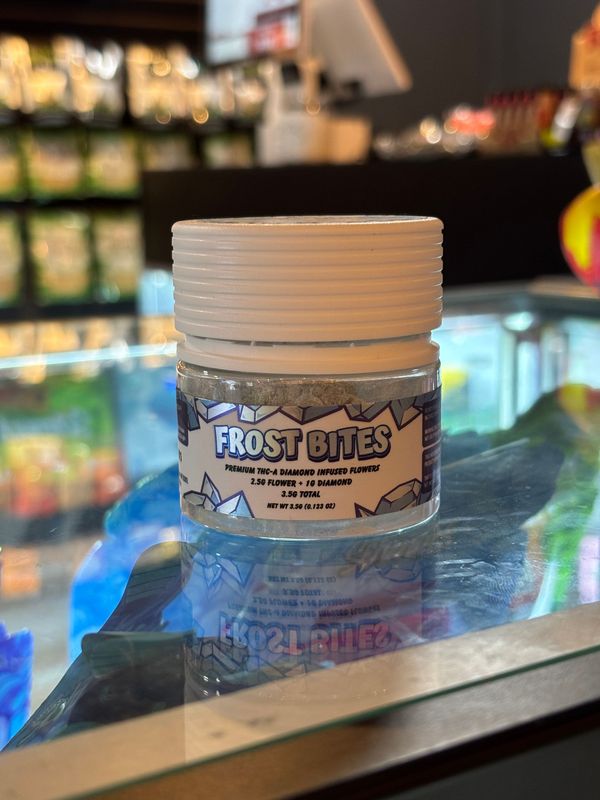 FROST BITES
PREMIUM THC-A DIAMOND INFUSED FLOWERS
2.5G FLOWER + 1G DIAMOND
3.5G TOTAL
NET WT 3.5G (0.123 OZ)